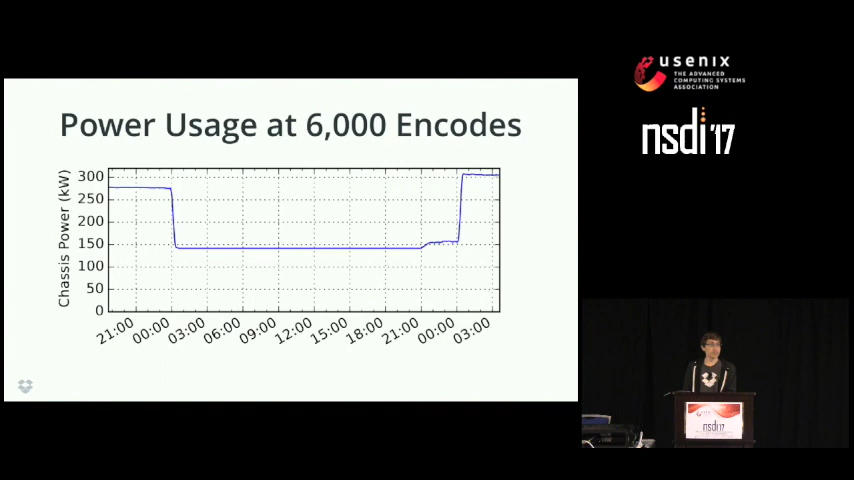 Power Usage at 6,000 Encodes
Chassis Power (kW)
300
250
200
150
100
50
0
21:00
00:00
03:00
06:00
09:00
12:00
15:00
18:00
21:00
00:00
03:00
usenix
THE ADVANCED
COMPUTING SYSTEMS
ASSOCIATION
nsdi '17
nsdi'17